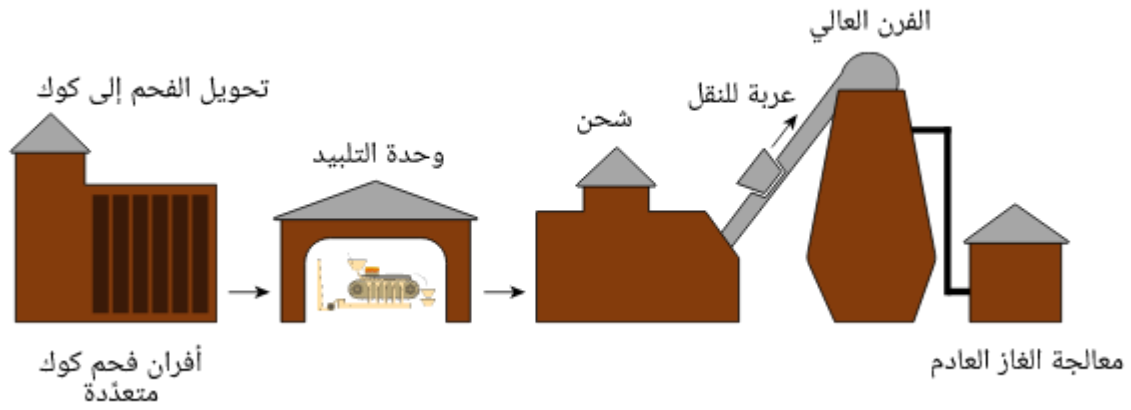 الفرن العالي
عربة للنقل
شحن
تحويل الفحم إلى كوك
وحدة التلبيد
أفران فحم كوك
متعدِّدة
معالجة الغاز العادم